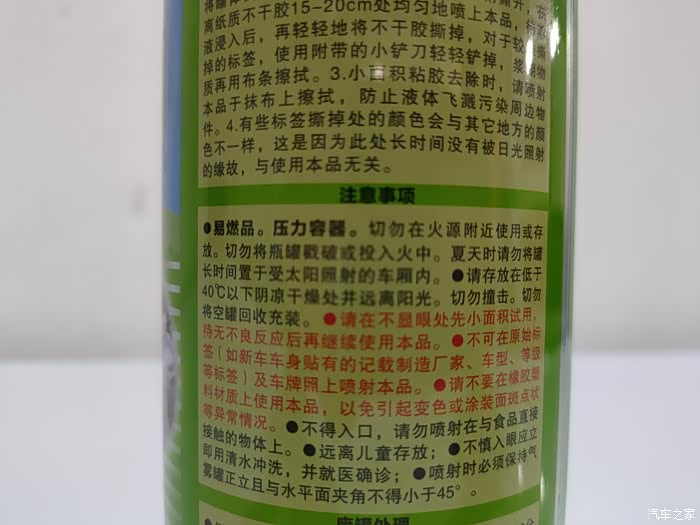 离纸质不干胶15-20cm处均匀地喷上本品,
液浸入后,再轻轻地将不干胶撕掉,对于较
掉的标签,使用附带的小铲刀轻轻铲掉,浆糊物
质再用布条擦拭。3.小面积粘胶去除时,请喷射
本品于抹布上擦拭,防止液体飞溅污染周边物
件。4.有些标签撕掉处的颜色会与其它地方的颜
色不一样,这是因为此处长时间没有被日光照射
的缘故,与使用本品无关。
注意事项
●易燃品。压力容器。切勿在火源附近使用或存
放。切勿将瓶罐戳破或投入火中。夏天时请勿将罐
长时间置于受太阳照射的车厢内。●请存放在低于
40℃以下阴凉干燥处并远离阳光。切勿撞击。切勿
将空罐回收充装。●请在不显眼处先小面积试用,
待无不良反应后再继续使用本品。●不可在原始标
签(如新车车身贴有的记载制造厂家、车型、等级
等标签)及车牌照上喷射本品。●请不要在橡胶塑
料材质上使用本品,以免引起变色或涂装面斑点状
等异常情况。●不得入口,请勿喷射在与食品直接
接触的物体上。●远离儿童存放;●不慎入眼应立
即用清水冲洗,并就医确诊;●喷射时必须保持气
雾罐正立且与水平面夹角不得小于45°。
废罐处理
汽车之家